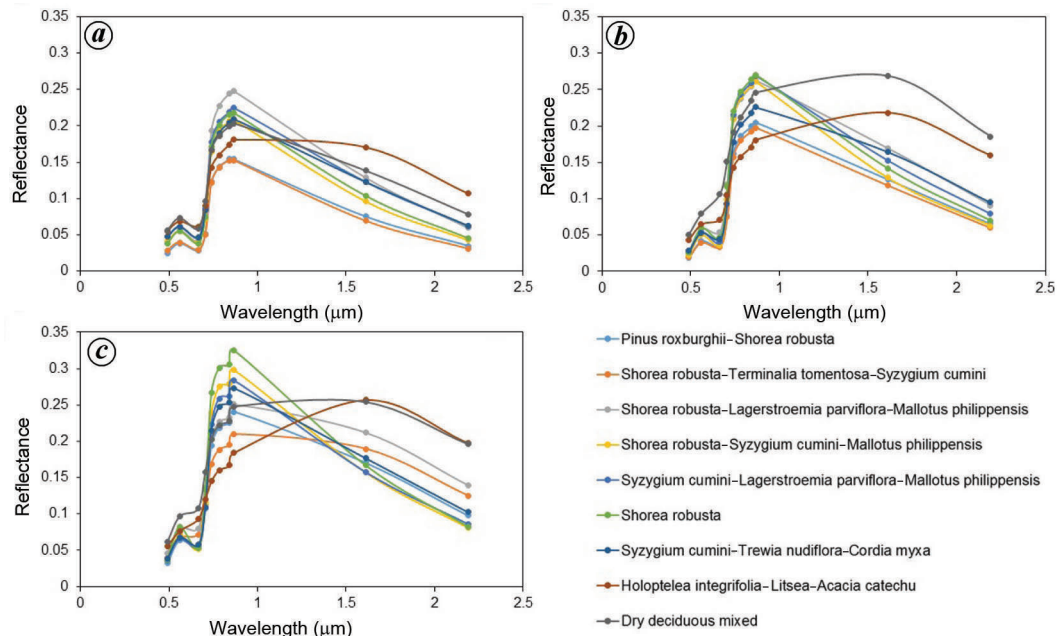 a
0.35
0.3
0.25
0.2
0.15
0.1
0.05
0
Reflectance
0 0.5 1 1.5 2 2.5
Wavelength (μm)
b
0.35
0.3
0.25
0.2
0.15
0.1
0.05
0
Reflectance
0 0.5 1 1.5 2 2.5
Wavelength (μm)
c
0.35
0.3
0.25
0.2
0.15
0.1
0.05
0
Reflectance
0 0.5 1 1.5 2 2.5
Wavelength (μm)
Pinus roxburghii–Shorea robusta
Shorea robusta–Terminalia tomentosa–Syzygium cumini
Shorea robusta–Lagerstroemia parviflora–Mallotus philippensis
Shorea robusta–Syzygium cumini–Mallotus philippensis
Syzygium cumini–Lagerstroemia parviflora–Mallotus philippensis
Shorea robusta
Syzygium cumini–Trewia nudiflora–Cordia myxa
Holoptelea integrifolia–Litsea–Acacia catechu
Dry deciduous mixed